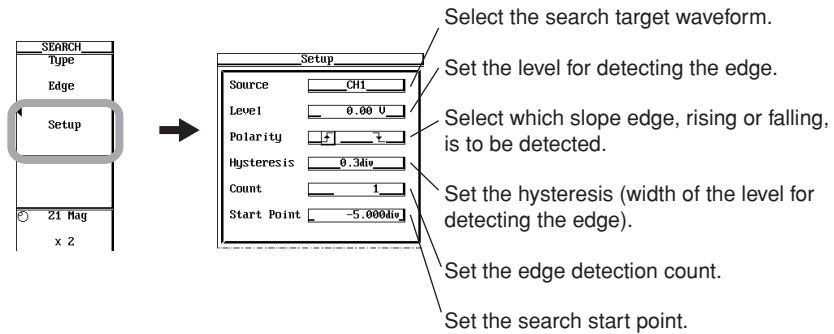 SEARCH
Type
Edge
Setup
21 Mag
x 2
Setup
Source CH1
Level 0.00 V
Polarity
Hysteresis 0.3div
Count 1
Start Point -5.000div
Select the search target waveform.
Set the level for detecting the edge.
Select which slope edge, rising or falling,
is to be detected.
Set the hysteresis (width of the level for
detecting the edge).
Set the edge detection count.
Set the search start point.